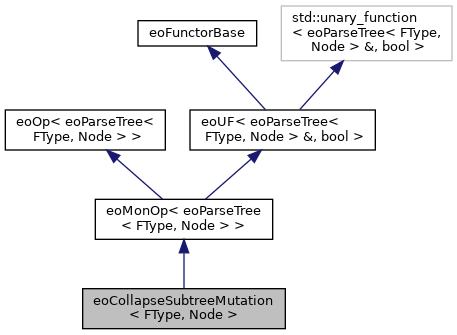 eoFunctorBase
std::unary_function
< eoParseTree< FType,
Node > &, bool >
eoOp< eoParseTree<
FType, Node > >
eoUF< eoParseTree<
FType, Node > &, bool >
eoMonOp< eoParseTree
< FType, Node > >
eoCollapseSubtreeMutation
< FType, Node >